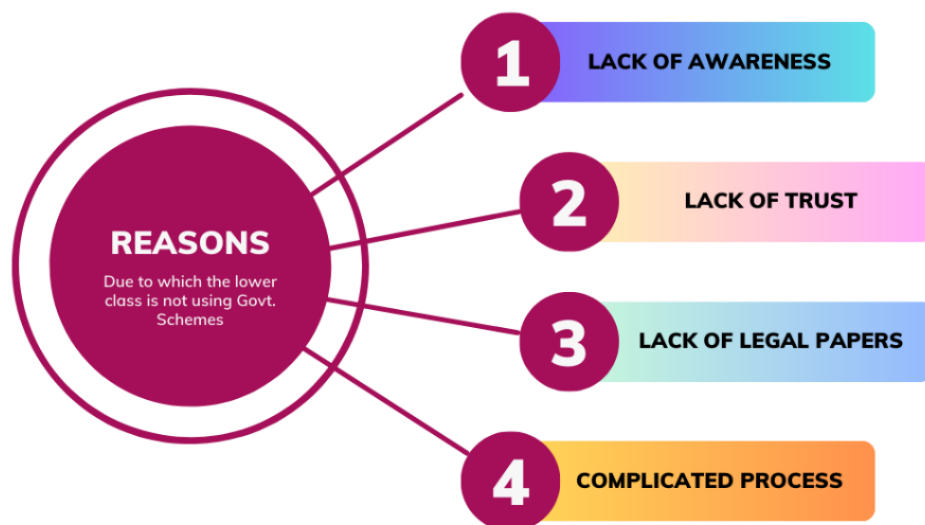 REASONS
Due to which the lower
class is not using Govt.
Schemes
1
LACK OF AWARENESS
2
LACK OF TRUST
3
LACK OF LEGAL PAPERS
4
COMPLICATED PROCESS